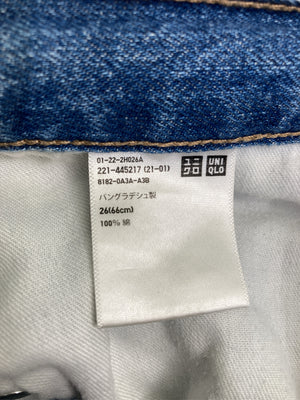 01-22-2H026A
221-445217 (21-01)
8182-0A3A-A3B
バングラデシュ製
26(66cm)
100% 綿
ユニ
クロ
UNI
QLO